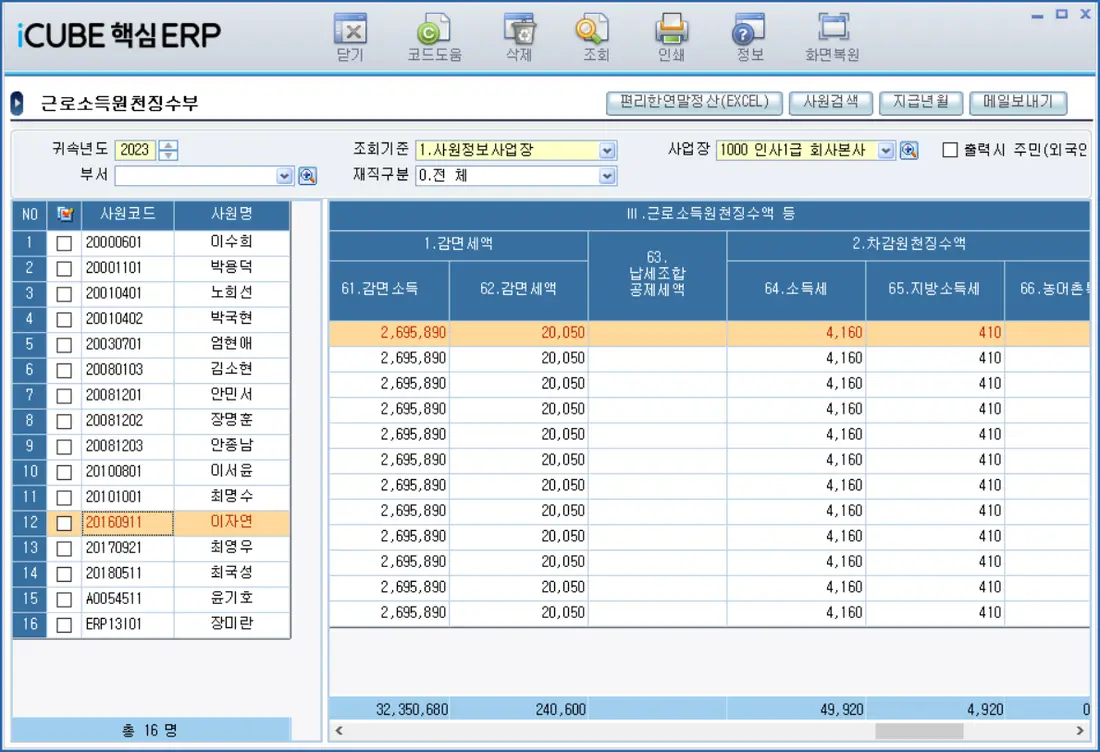 iCUBE 핵심ERP
닫기 코드도움 삭제 조회 인쇄 정보 화면복원
근로소득원천징수부 편리한연말정산(EXCEL) 사원검색 지급년월 메일보내기
귀속년도 2023 조회기준 1.사원정보사업장 사업장 1000 인사1급 회사본사 출력시 주민(외국인
부서 재직구분 0.전 체
NO 사원코드 사원명
1 20000601 이수희
2 20001101 박용덕
3 20010401 노희선
4 20010402 박국현
5 20030701 엄현애
6 20080103 김소현
7 20081201 안민서
8 20081202 장명훈
9 20081203 안종남
10 20100801 이서윤
11 20101001 최명수
12 20160911 이자연
13 20170921 최영우
14 20180511 최국성
15 A0054511 윤기호
16 ERP13101 장미란
총 16 명
Ⅲ.근로소득원천징수액 등
1.감면세액 63.납세조합공제세액 2.차감원천징수액
61.감면소득 62.감면세액 64.소득세 65.지방소득세 66.농어촌
2,695,890 20,050 4,160 410
2,695,890 20,050 4,160 410
2,695,890 20,050 4,160 410
2,695,890 20,050 4,160 410
2,695,890 20,050 4,160 410
2,695,890 20,050 4,160 410
2,695,890 20,050 4,160 410
2,695,890 20,050 4,160 410
2,695,890 20,050 4,160 410
2,695,890 20,050 4,160 410
2,695,890 20,050 4,160 410
2,695,890 20,050 4,160 410
32,350,680 240,600 49,920 4,920 0